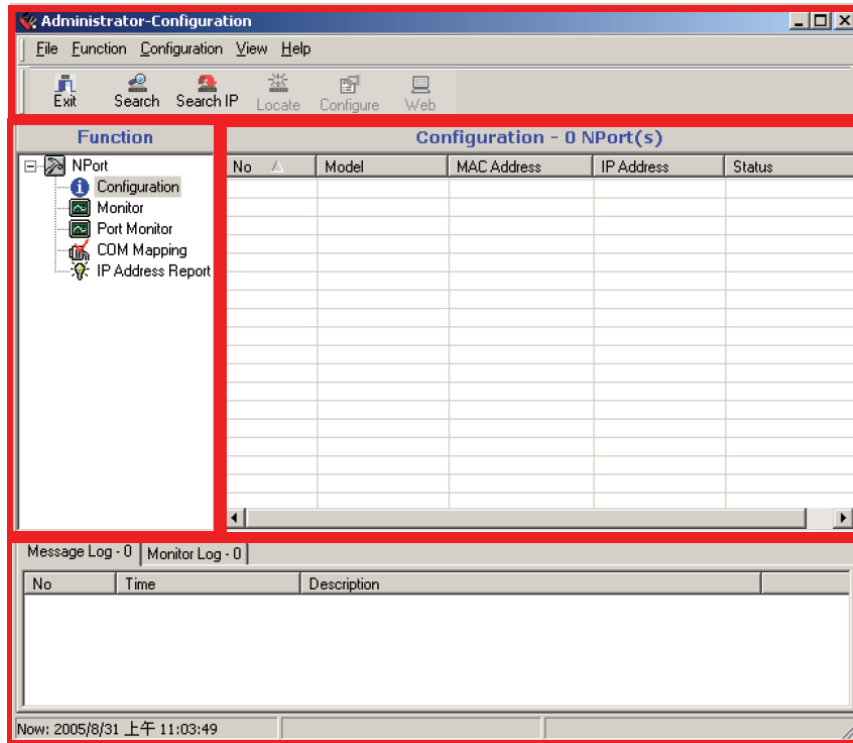 Administrator-Configuration
File Function Configuration View Help
Exit Search Search IP Locate Configure Web
Function
Configuration - 0 NPort(s)
NPort
Configuration
Monitor
Port Monitor
COM Mapping
IP Address Report
No Model MAC Address IP Address Status
Message Log - 0 Monitor Log - 0
No Time Description
Now: 2005/8/31 上午 11:03:49